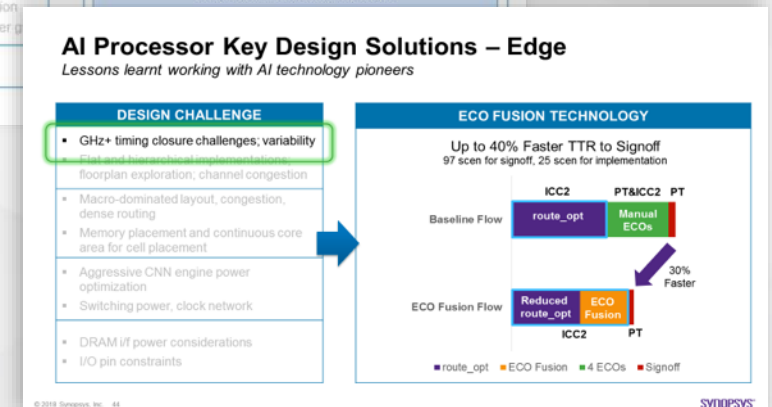 AI Processor Key Design Solutions – Edge
Lessons learnt working with AI technology pioneers
DESIGN CHALLENGE
▪ GHz+ timing closure challenges; variability
▪ Flat and hierarchical implementations;
floorplan exploration; channel congestion
▪ Macro-dominated layout, congestion,
dense routing
▪ Memory placement and continuous core
area for cell placement
▪ Aggressive CNN engine power
optimization
▪ Switching power, clock network
▪ DRAM i/f power considerations
▪ I/O pin constraints
ECO FUSION TECHNOLOGY
Up to 40% Faster TTR to Signoff
97 scen for signoff, 25 scen for implementation
ICC2
PT&ICC2
PT
Baseline Flow
route_opt
Manual
ECOs
30%
Faster
ECO Fusion Flow
Reduced
route_opt
ECO
Fusion
ICC2
PT
route_opt
ECO Fusion
4 ECOs
Signoff
© 2019 Synopsys, Inc. 44
SYNOPSYS